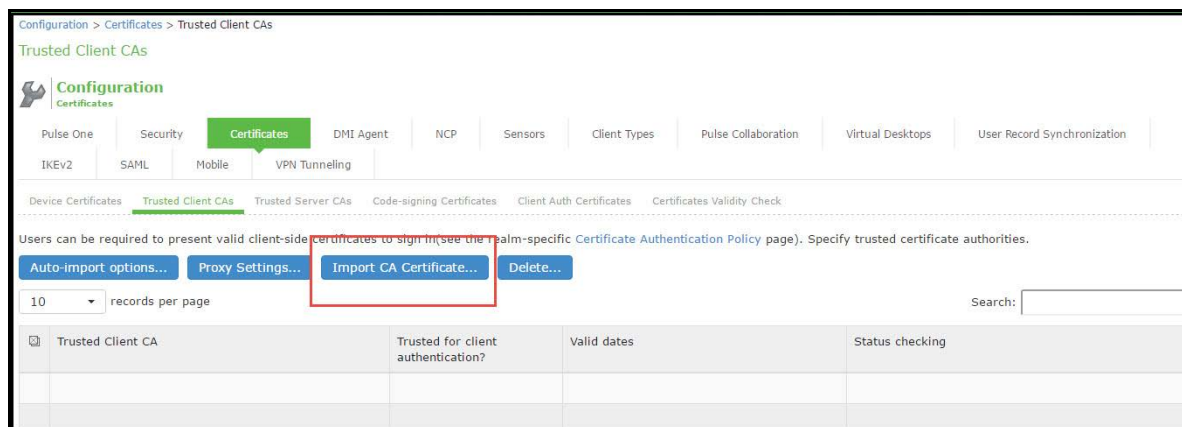 Configuration > Certificates > Trusted Client CAs
Trusted Client CAs
Configuration
Certificates
Pulse One Security Certificates DMI Agent NCP Sensors Client Types Pulse Collaboration Virtual Desktops User Record Synchronization
IKEv2 SAML Mobile VPN Tunneling
Device Certificates Trusted Client CAs Trusted Server CAs Code-signing Certificates Client Auth Certificates Certificates Validity Check
Users can be required to present valid client-side certificates to sign in(see the realm-specific Certificate Authentication Policy page). Specify trusted certificate authorities.
Auto-import options... Proxy Settings... Import CA Certificate... Delete...
10 records per page Search:
Trusted Client CA Trusted for client Valid dates Status checking
authentication?